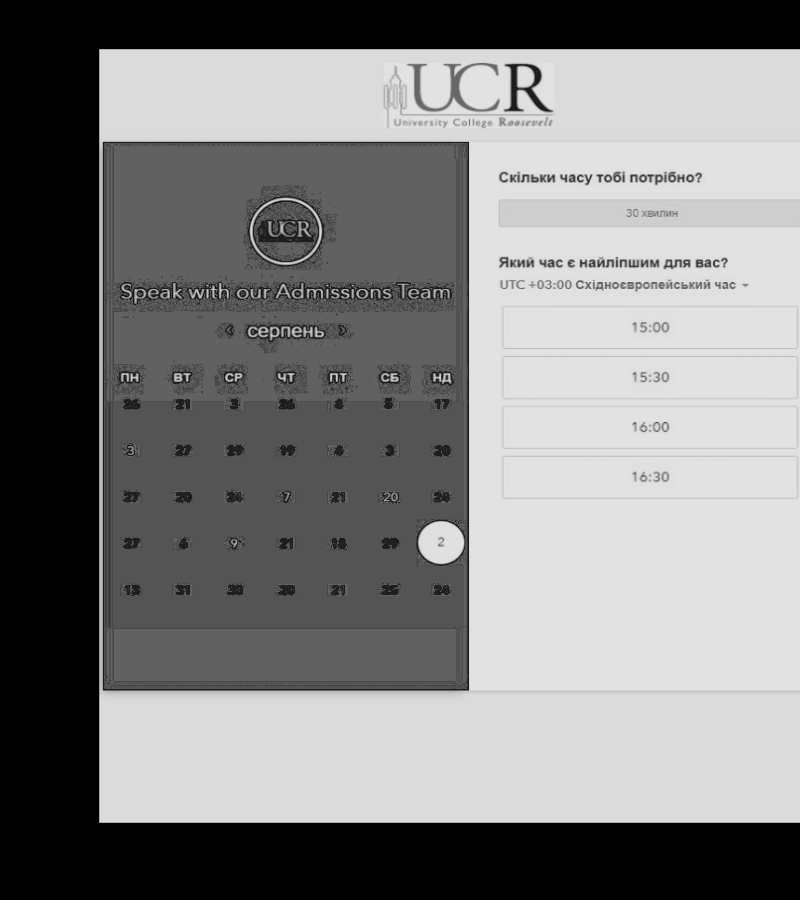 UCR
University College Roosevelt
UCR
Speak with our Admissions Team
серпень
ПН ВТ СР ЧТ ПТ СБ НД
26 21 3 26 4 5 17
3 27 29 19 4 3 20
27 20 24 17 21 20 24
27 6 9 21 18 29 2
13 31 30 20 21 25 24
Скільки часу тобі потрібно?
30 хвилин
Який час є найліпшим для вас?
UTC +03:00 Східноєвропейський час
15:00
15:30
16:00
16:30